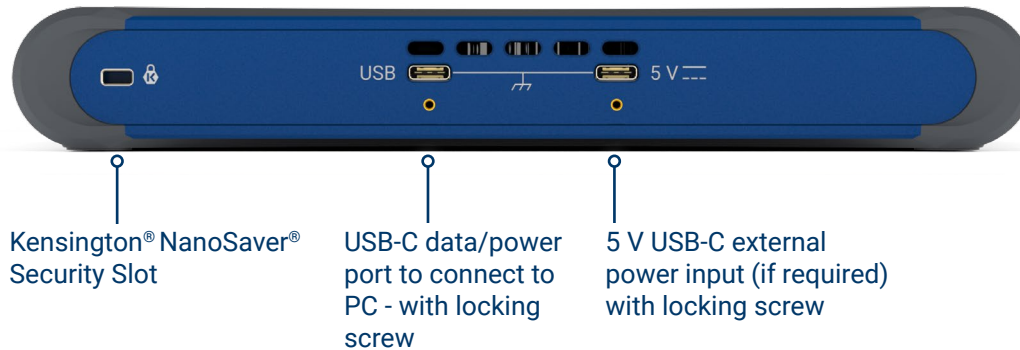 USB
5 V
Kensington® NanoSaver®
Security Slot
USB-C data/power
port to connect to
PC - with locking
screw
5 V USB-C external
power input (if required)
with locking screw